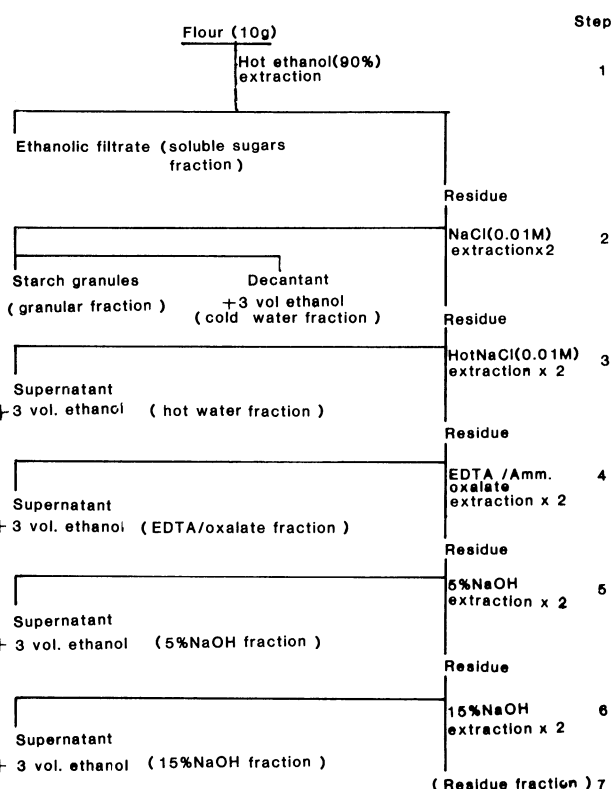 Step
Flour (10g)
Hot ethanol(90%)
extraction
1
Ethanolic filtrate (soluble sugars
fraction)
Residue
NaCl(0.01M)
extractionx2
2
Starch granules
(granular fraction)
Decantant
+3 vol ethanol
(cold water fraction)
Residue
HotNaCl(0.01M)
extraction x 2
3
Supernatant
+3 vol. ethanol (hot water fraction)
Residue
EDTA /Amm.
oxalate
extraction x 2
4
Supernatant
+ 3 vol. ethanol (EDTA/oxalate fraction)
Residue
5%NaOH
extraction x 2
5
Supernatant
+ 3 vol. ethanol (5%NaOH fraction)
Residue
15%NaOH
extraction x 2
6
Supernatant
+ 3 vol. ethanol (15%NaOH fraction)
(Residue fraction) 7